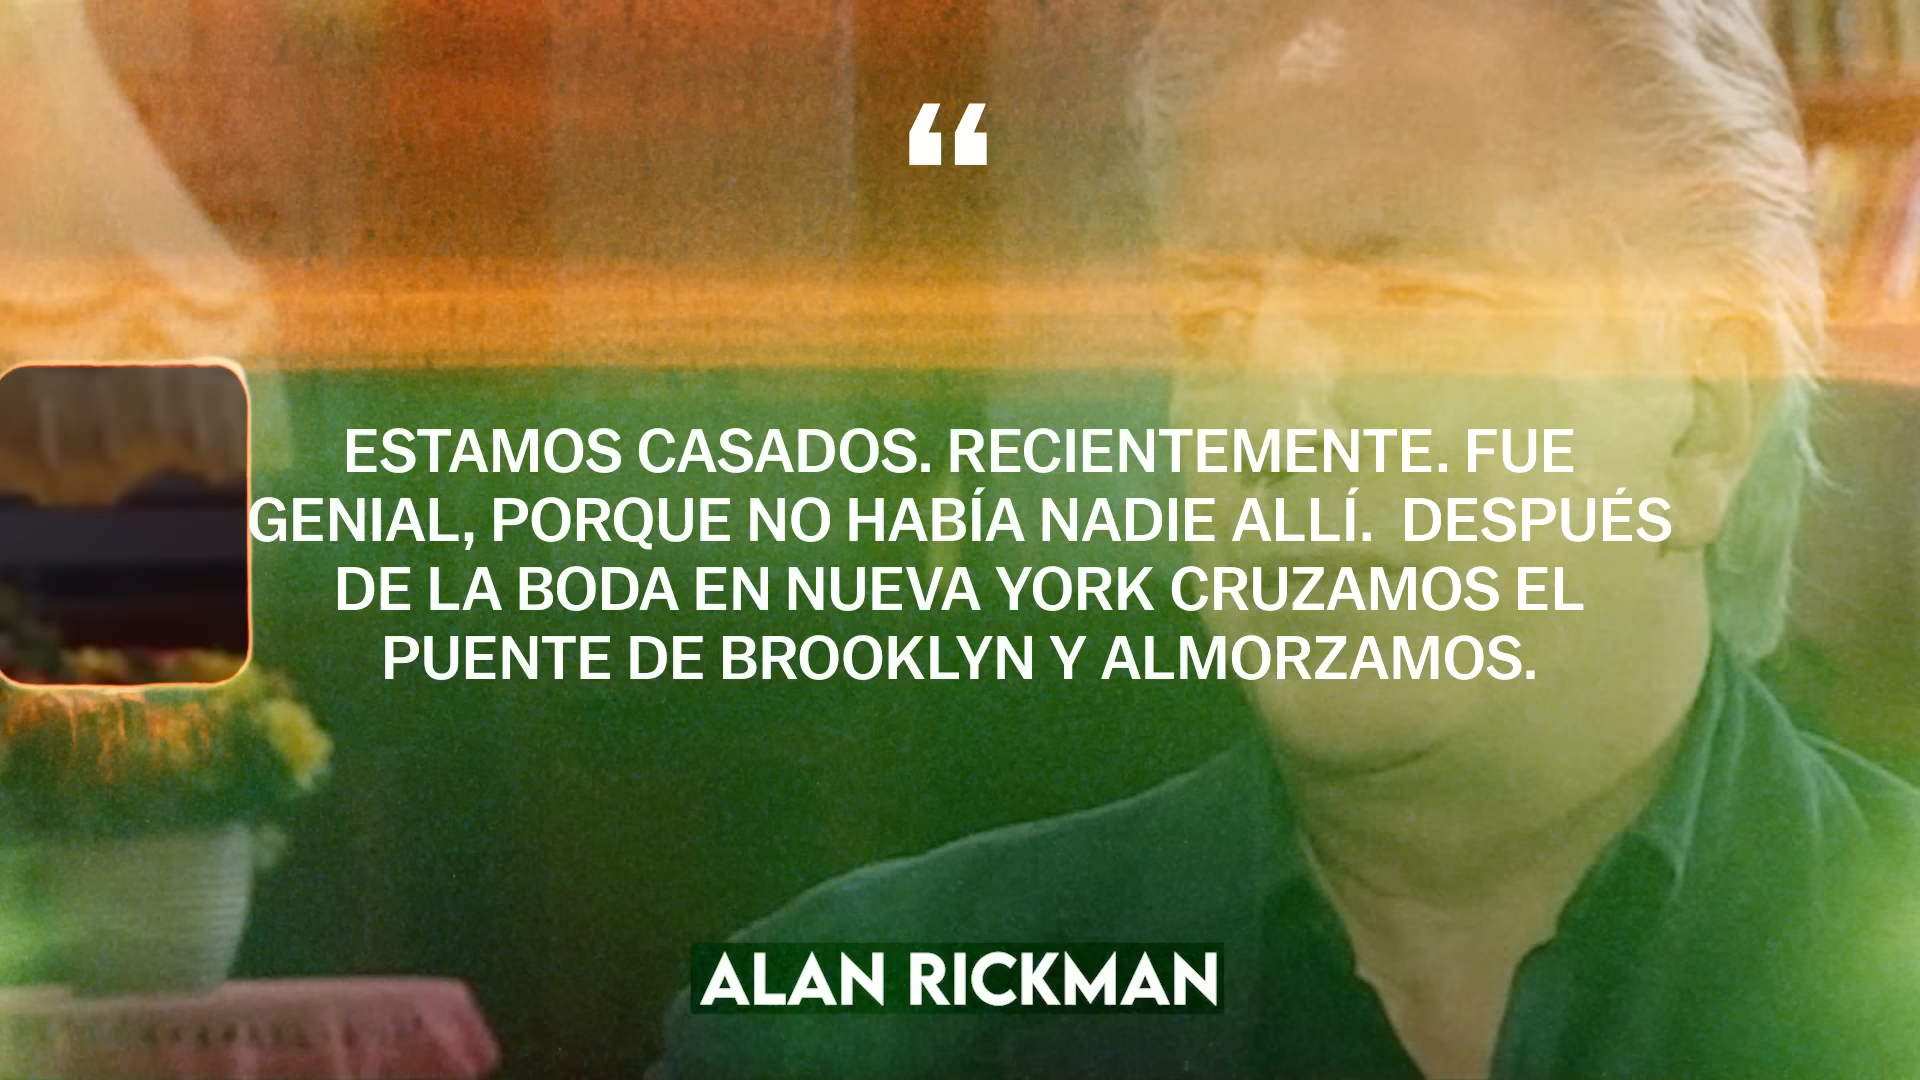 “
ESTAMOS CASADOS. RECIENTEMENTE. FUE
GENIAL, PORQUE NO HABÍA NADIE ALLÍ. DESPUÉS
DE LA BODA EN NUEVA YORK CRUZAMOS EL
PUENTE DE BROOKLYN Y ALMORZAMOS.
ALAN RICKMAN